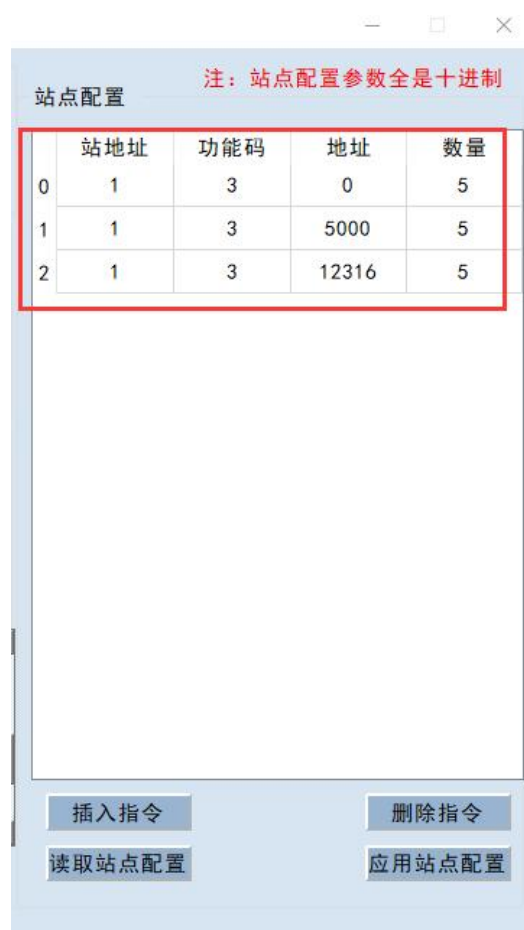 注：站点配置参数全是十进制
站点配置
站地址 功能码 地址 数量
0 1 3 0 5
1 1 3 5000 5
2 1 3 12316 5
插入指令 删除指令
读取站点配置 应用站点配置